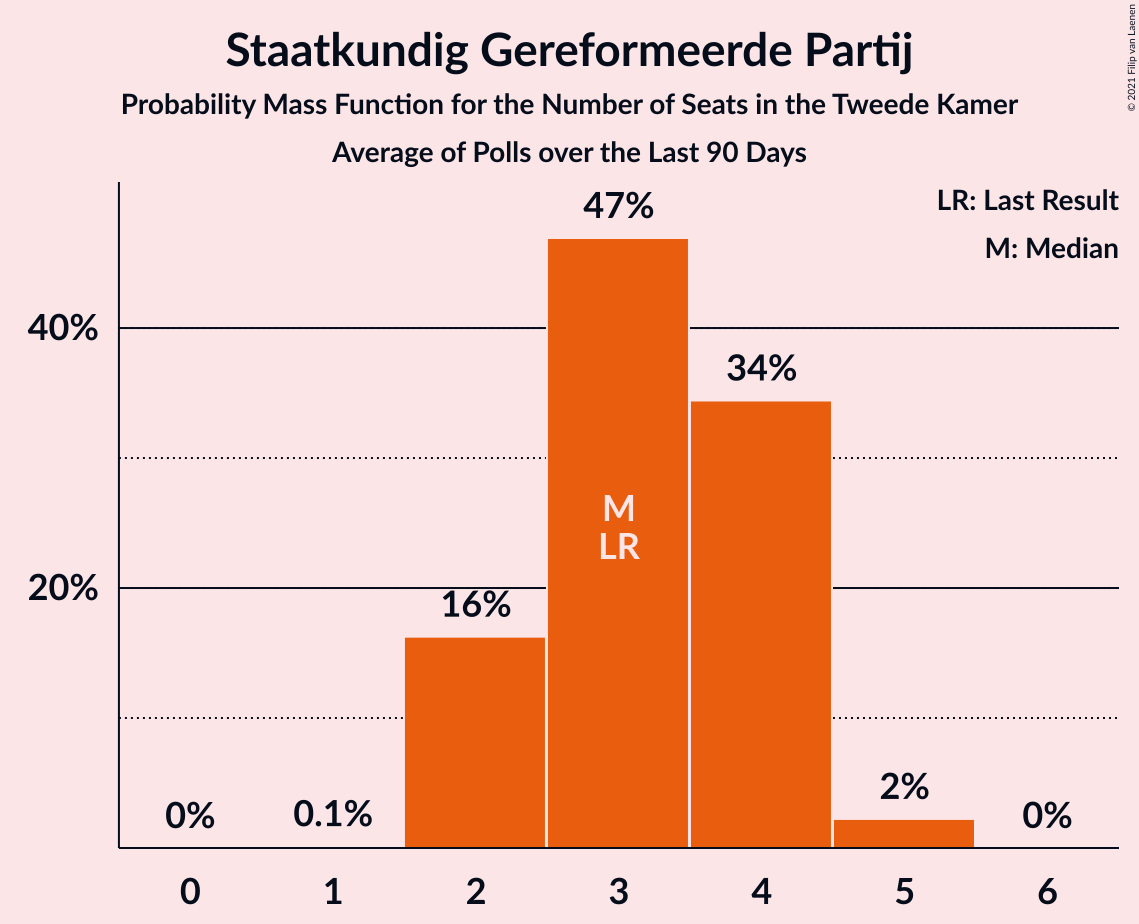 Staatkundig Gereformeerde Partij
Probability Mass Function for the Number of Seats in the Tweede Kamer
Average of Polls over the Last 90 Days
© 2021 Filip van Laenen
LR: Last Result
M: Median
47%
40%
34%
M
LR
20%
16%
2%
0%
0.1%
0%
0 1 2 3 4 5 6